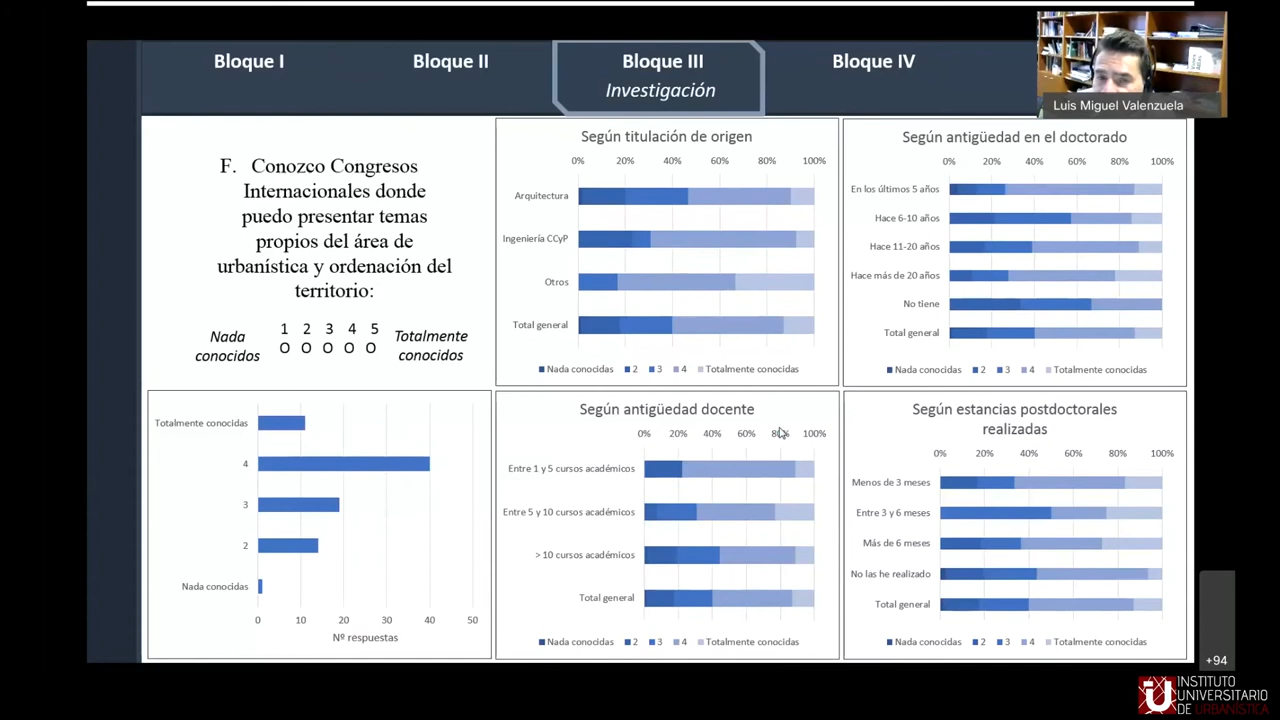 Bloque I
Bloque II
Bloque III
Investigación
Bloque IV
Luis Miguel Valenzuela
F. Conozco Congresos
Internacionales donde
puedo presentar temas
propios del área de
urbanística y ordenación del
territorio:
Nada
conocidos
1 2 3 4 5
O O O O O
Totalmente
conocidos
Según titulación de origen
0% 20% 40% 60% 80% 100%
Arquitectura
Ingeniería CCyP
Otros
Total general
Nada conocidas 2 3 4 Totalmente conocidas
Según antigüedad en el doctorado
0% 20% 40% 60% 80% 100%
En los últimos 5 años
Hace 6-10 años
Hace 11-20 años
Hace más de 20 años
No tiene
Total general
Nada conocidas 2 3 4 Totalmente conocidas
Totalmente conocidas
4
3
2
Nada conocidas
0 10 20 30 40 50
Nº respuestas
Según antigüedad docente
0% 20% 40% 60% 80% 100%
Entre 1 y 5 cursos académicos
Entre 5 y 10 cursos académicos
> 10 cursos académicos
Total general
Nada conocidas 2 3 4 Totalmente conocidas
Según estancias postdoctorales
realizadas
0% 20% 40% 60% 80% 100%
Menos de 3 meses
Entre 3 y 6 meses
Más de 6 meses
No las he realizado
Total general
Nada conocidas 2 3 4 Totalmente conocidas
+94
INSTITUTO
UNIVERSITARIO
DE URBANÍSTICA